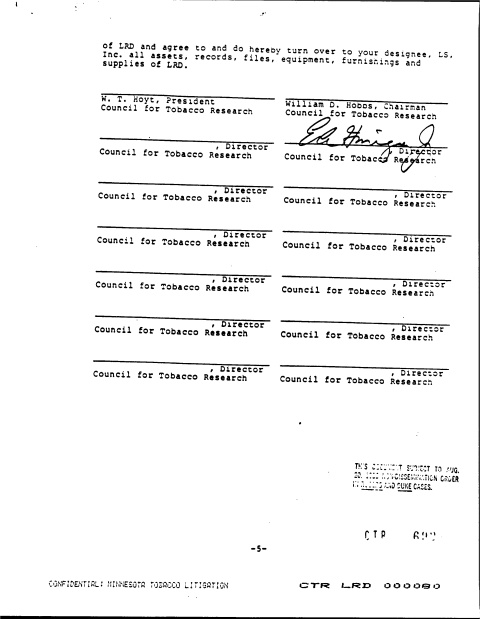 of LRD and agree to and do hereby turn over to your designee, LS,
Inc. all assets, records, files, equipment, furnishings and
supplies of LRD.
W. T. Hoyt, President
Council for Tobacco Research
William D. Hobbs, Chairman
Council for Tobacco Research
, Director
Council for Tobacco Research
, Director
Council for Tobacco Research
, Director
Council for Tobacco Research
, Director
Council for Tobacco Research
, Director
Council for Tobacco Research
, Director
Council for Tobacco Research
, Director
Council for Tobacco Research
, Director
Council for Tobacco Research
, Director
Council for Tobacco Research
, Director
Council for Tobacco Research
, Director
Council for Tobacco Research
, Director
Council for Tobacco Research
THIS DOCUMENT SUBJECT TO AUG.
ORDER
AND DUKE CASES.
CTR
-5-
CONFIDENTIAL: MINNESOTA TOBACCO LITIGATION
CTR LRD 000080